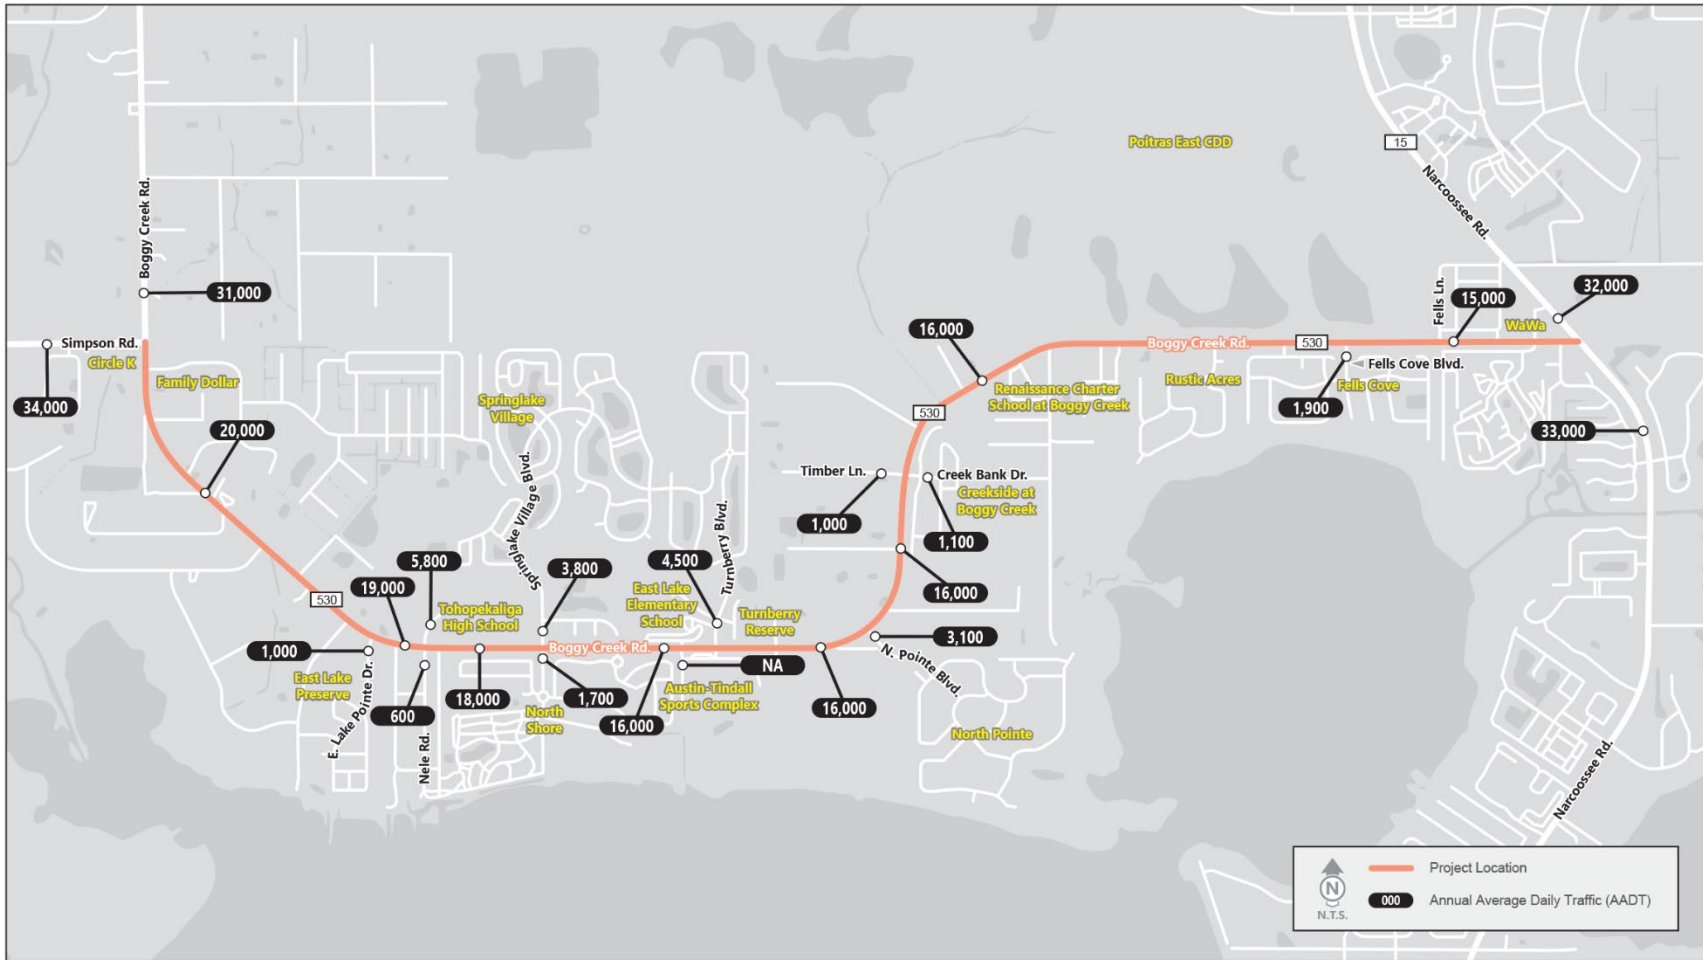 Poitras East CDD
15
Narcoossee Rd.
Boggy Creek Rd.
31,000
Fells Ln.
15,000
32,000
WaWa
16,000
Simpson Rd.
Circle K
Boggy Creek Rd.
530
Fells Cove Blvd.
Family Dollar
34,000
Springlake
Village
Renaissance Charter
School at Boggy Creek
Rustic Acres
Fells Cove
1,900
530
20,000
33,000
Springlake Village Blvd.
Timber Ln.
Creek Bank Dr.
Creekside at
Boggy Creek
Turnberry Blvd.
1,000
1,100
5,800
3,800
4,500
19,000
16,000
530
Tohopekaliga
High School
East Lake
Elementary
School
Turnberry
Reserve
3,100
1,000
Boggy Creek Rd.
NA
N. Pointe Blvd.
East Lake
Preserve
E. Lake Pointe Dr.
600
Nele Rd.
18,000
1,700
North
Shore
16,000
Austin-Tindall
Sports Complex
16,000
North Pointe
Narcoossee Rd.
N
N.T.S.
Project Location
000
Annual Average Daily Traffic (AADT)